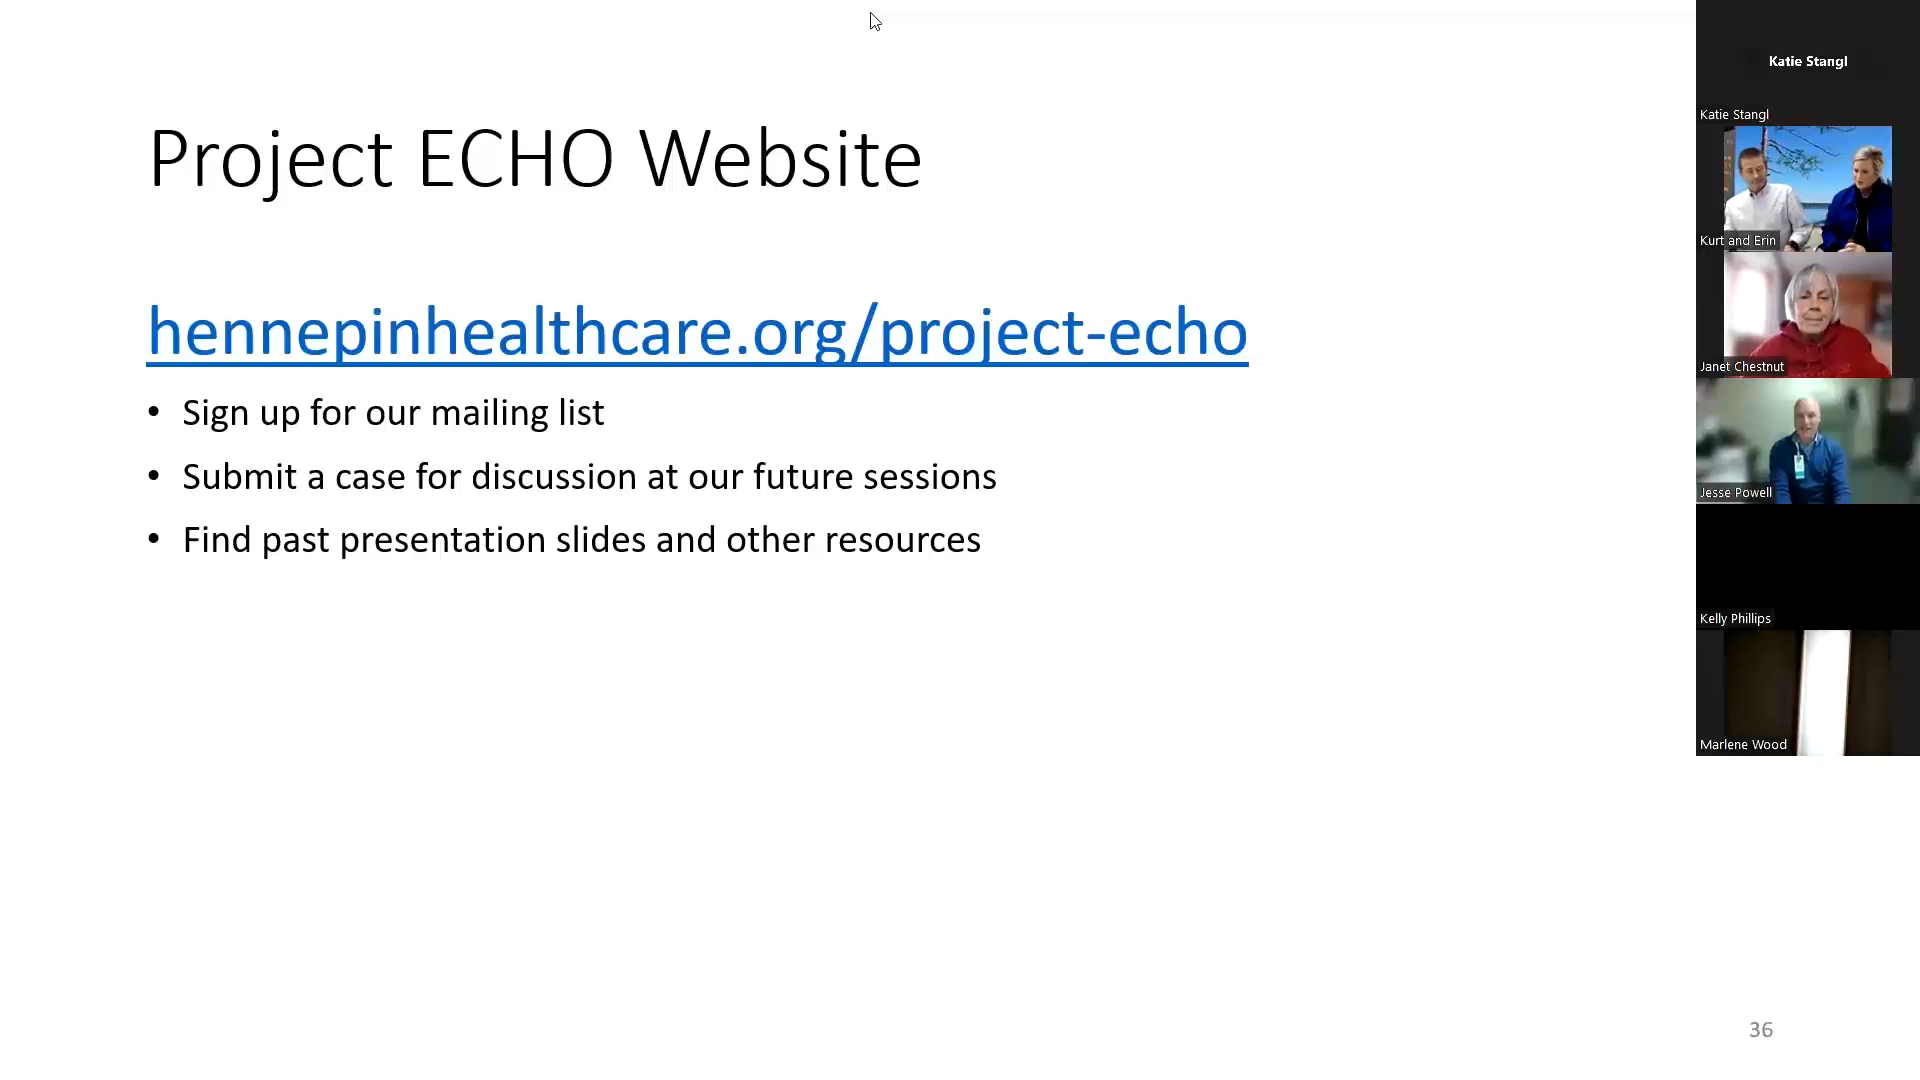 Project ECHO Website
hennepinhealthcare.org/project-echo
• Sign up for our mailing list
• Submit a case for discussion at our future sessions
• Find past presentation slides and other resources
36
Katie Stangl
Katie Stangl
Kurt and Erin
Janet Chestnut
Jesse Powell
Kelly Phillips
Marlene Wood